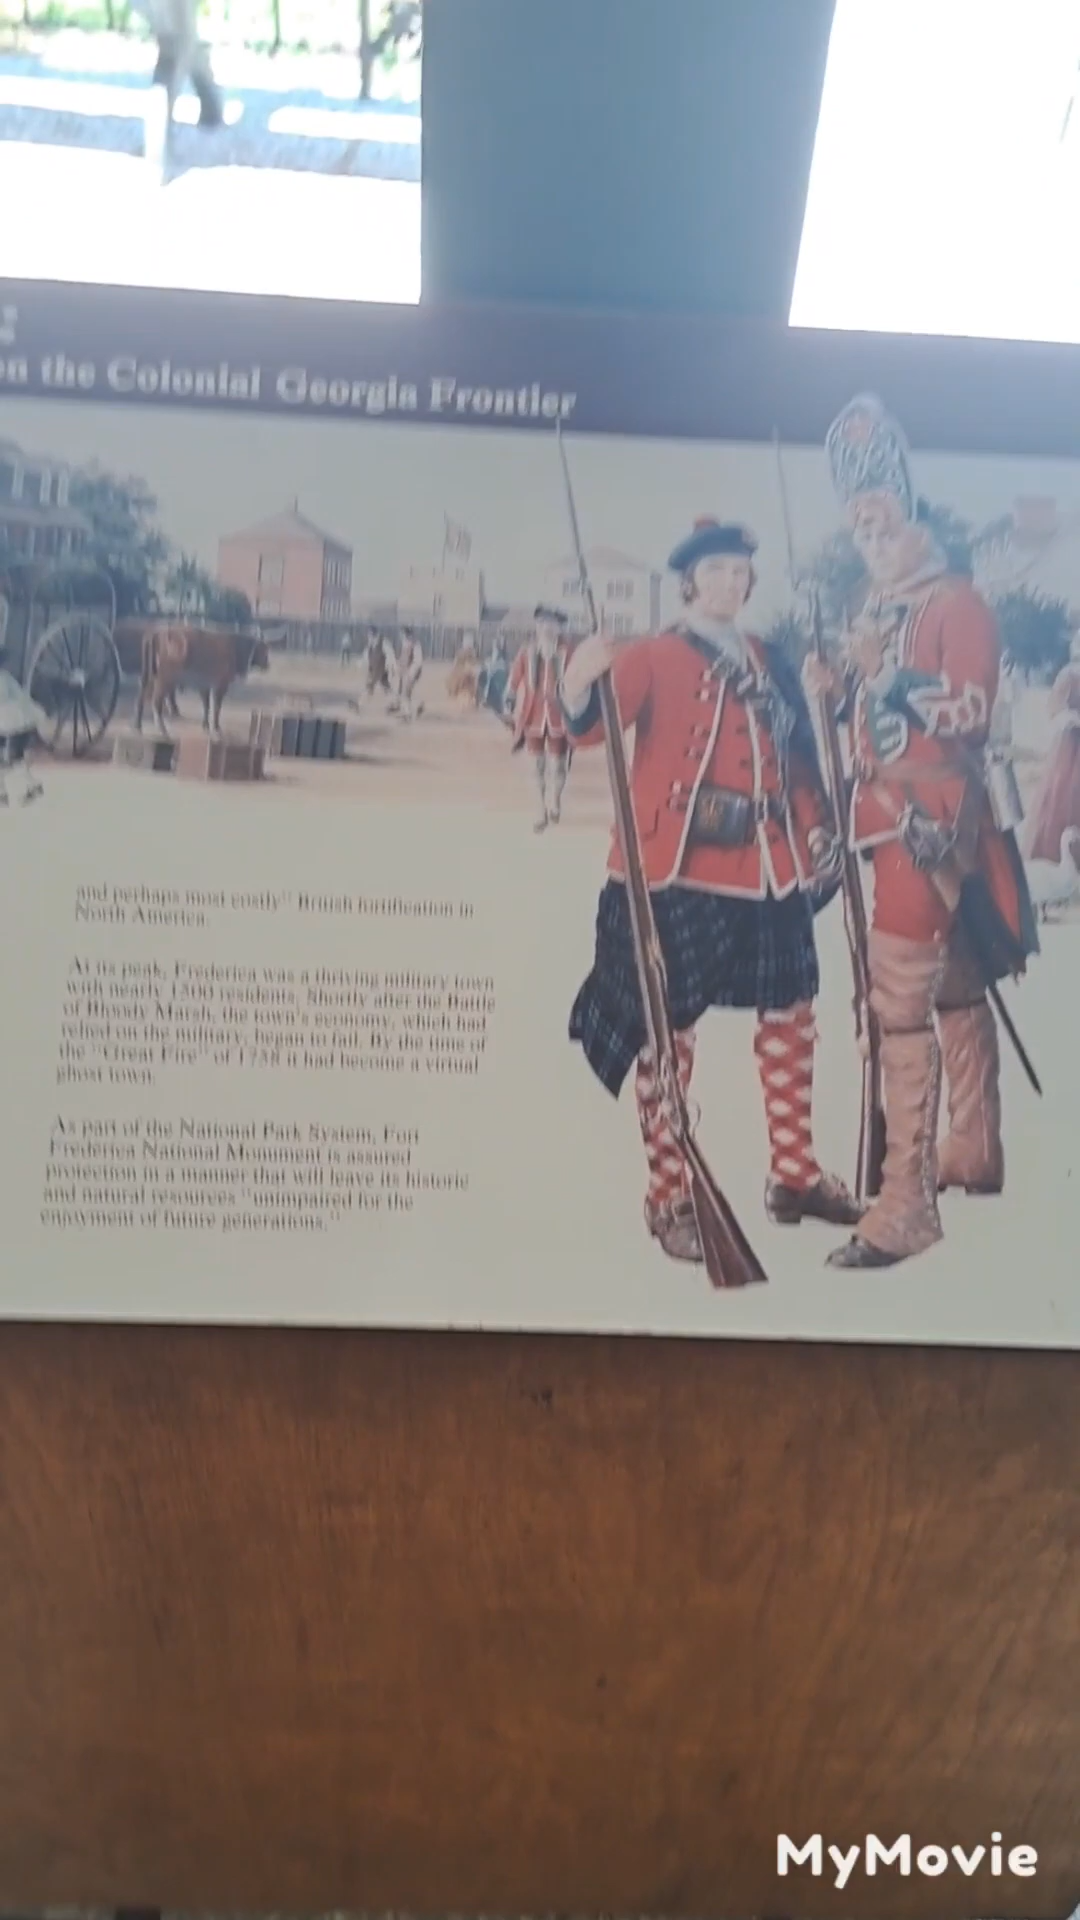 on the Colonial Georgia Frontier
and perhaps most costly" British fortification in
North America.
At its peak, Frederica was a thriving military town
with nearly 1500 residents. Shortly after the Battle
of Bloody Marsh, the town's economy, which had
relied on the military, began to fail. By the time of
the "Great Fire" of 1758 it had become a virtual
ghost town.
As part of the National Park System, Fort
Frederica National Monument is assured
protection in a manner that will leave its historic
and natural resources "unimpaired for the
enjoyment of future generations."
MyMovie